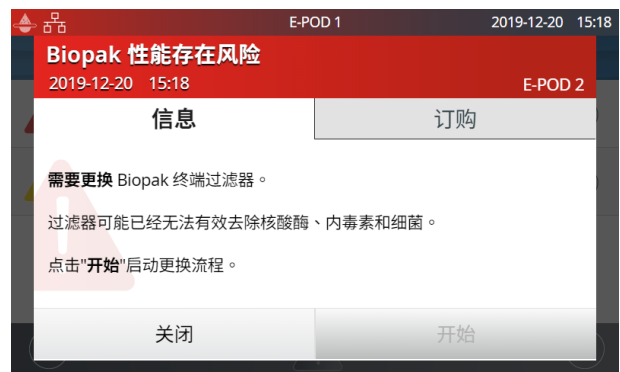 E-POD 1 2019-12-20 15:18
Biopak 性能存在风险
2019-12-20 15:18 E-POD 2
信息 订购
需要更换 Biopak 终端过滤器。
过滤器可能已经无法有效去除核酸酶、内毒素和细菌。
点击"开始"启动更换流程。
关闭 开始